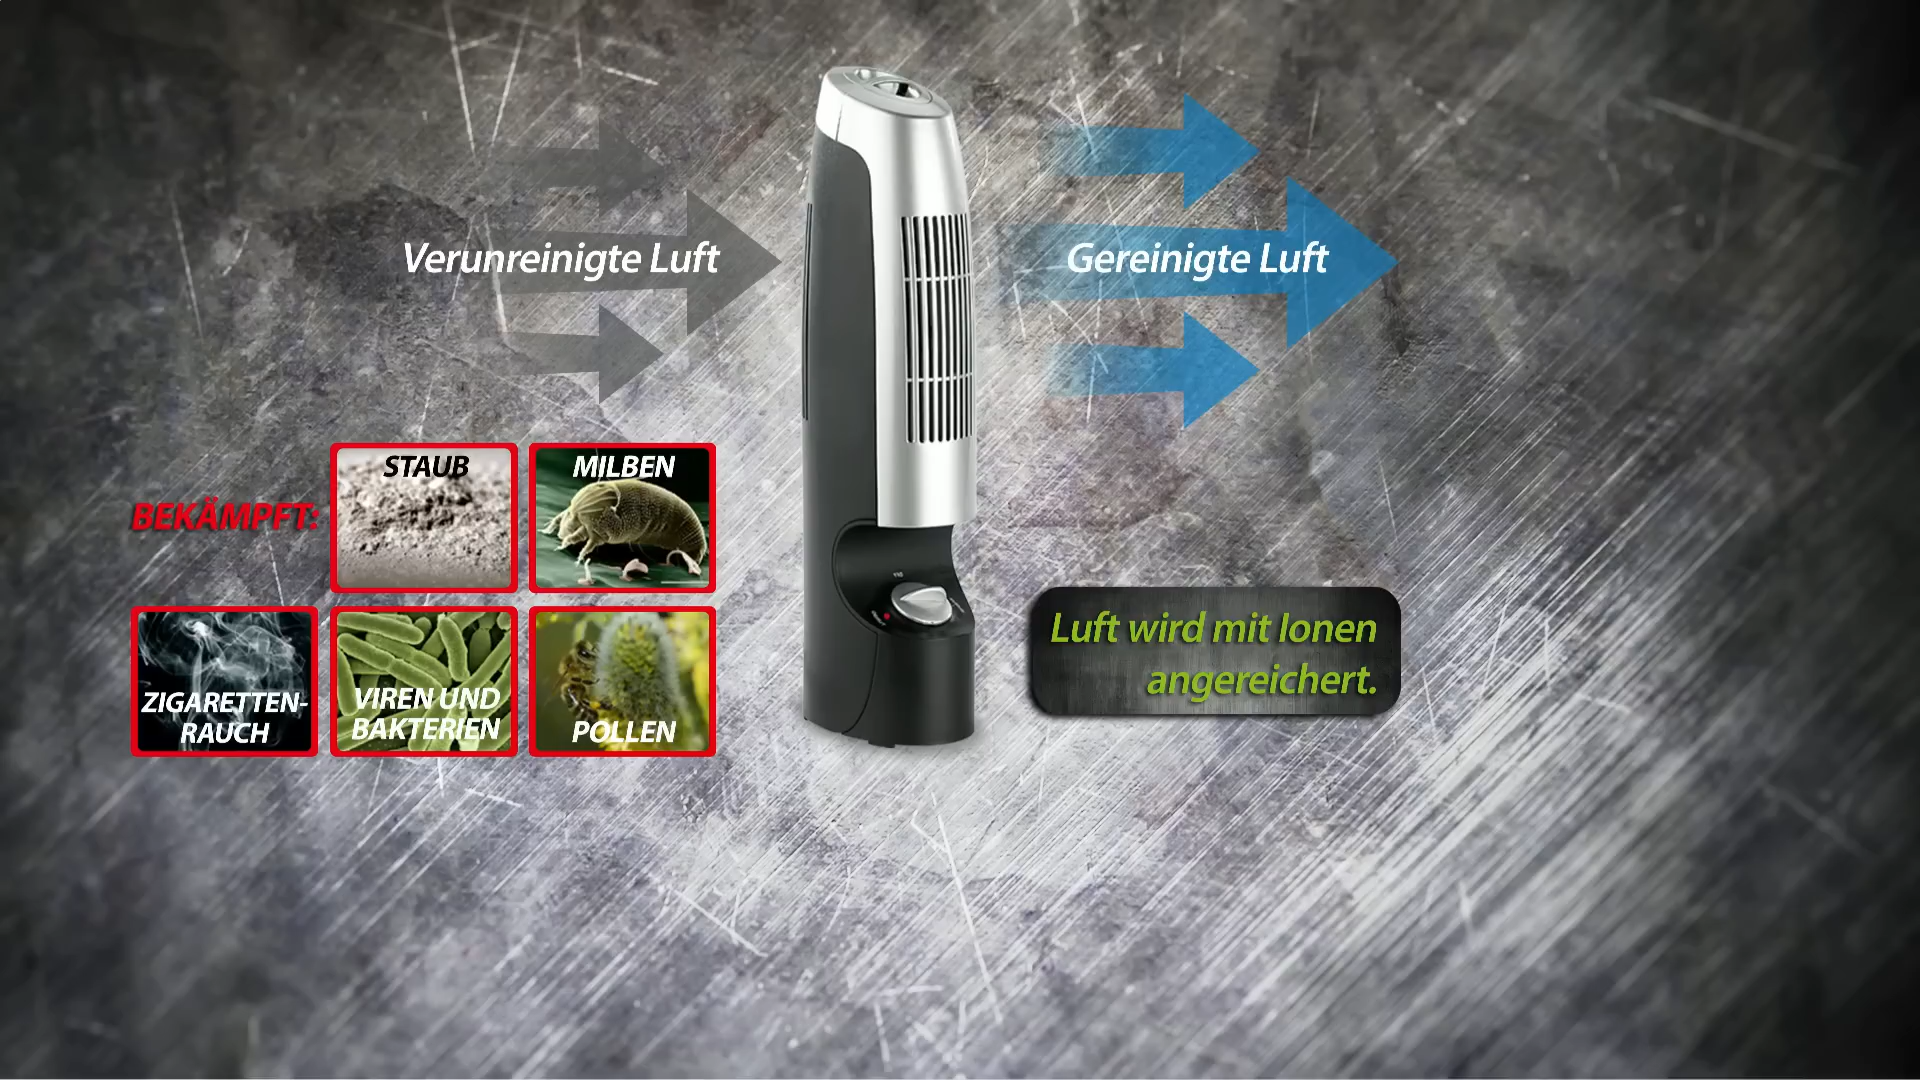 Verunreinigte Luft
Gereinigte Luft
BEKÄMPFT:
STAUB
MILBEN
ZIGARETTEN-
RAUCH
VIREN UND
BAKTERIEN
POLLEN
Luft wird mit Ionen
angereichert.